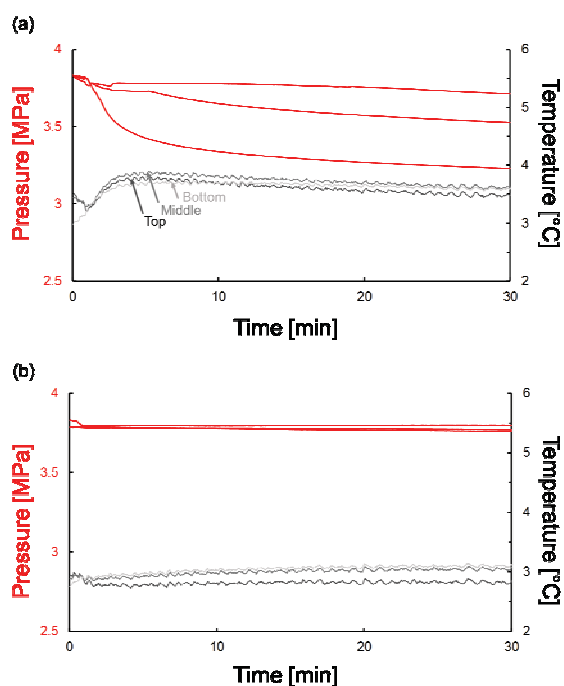 (a)
4
3.5
3
2.5
Pressure [MPa]
6
5
4
3
2
Temperature [°C]
Bottom
Middle
Top
0
10
20
30
Time [min]
(b)
4
3.5
3
2.5
Pressure [MPa]
6
5
4
3
2
Temperature [°C]
0
10
20
30
Time [min]